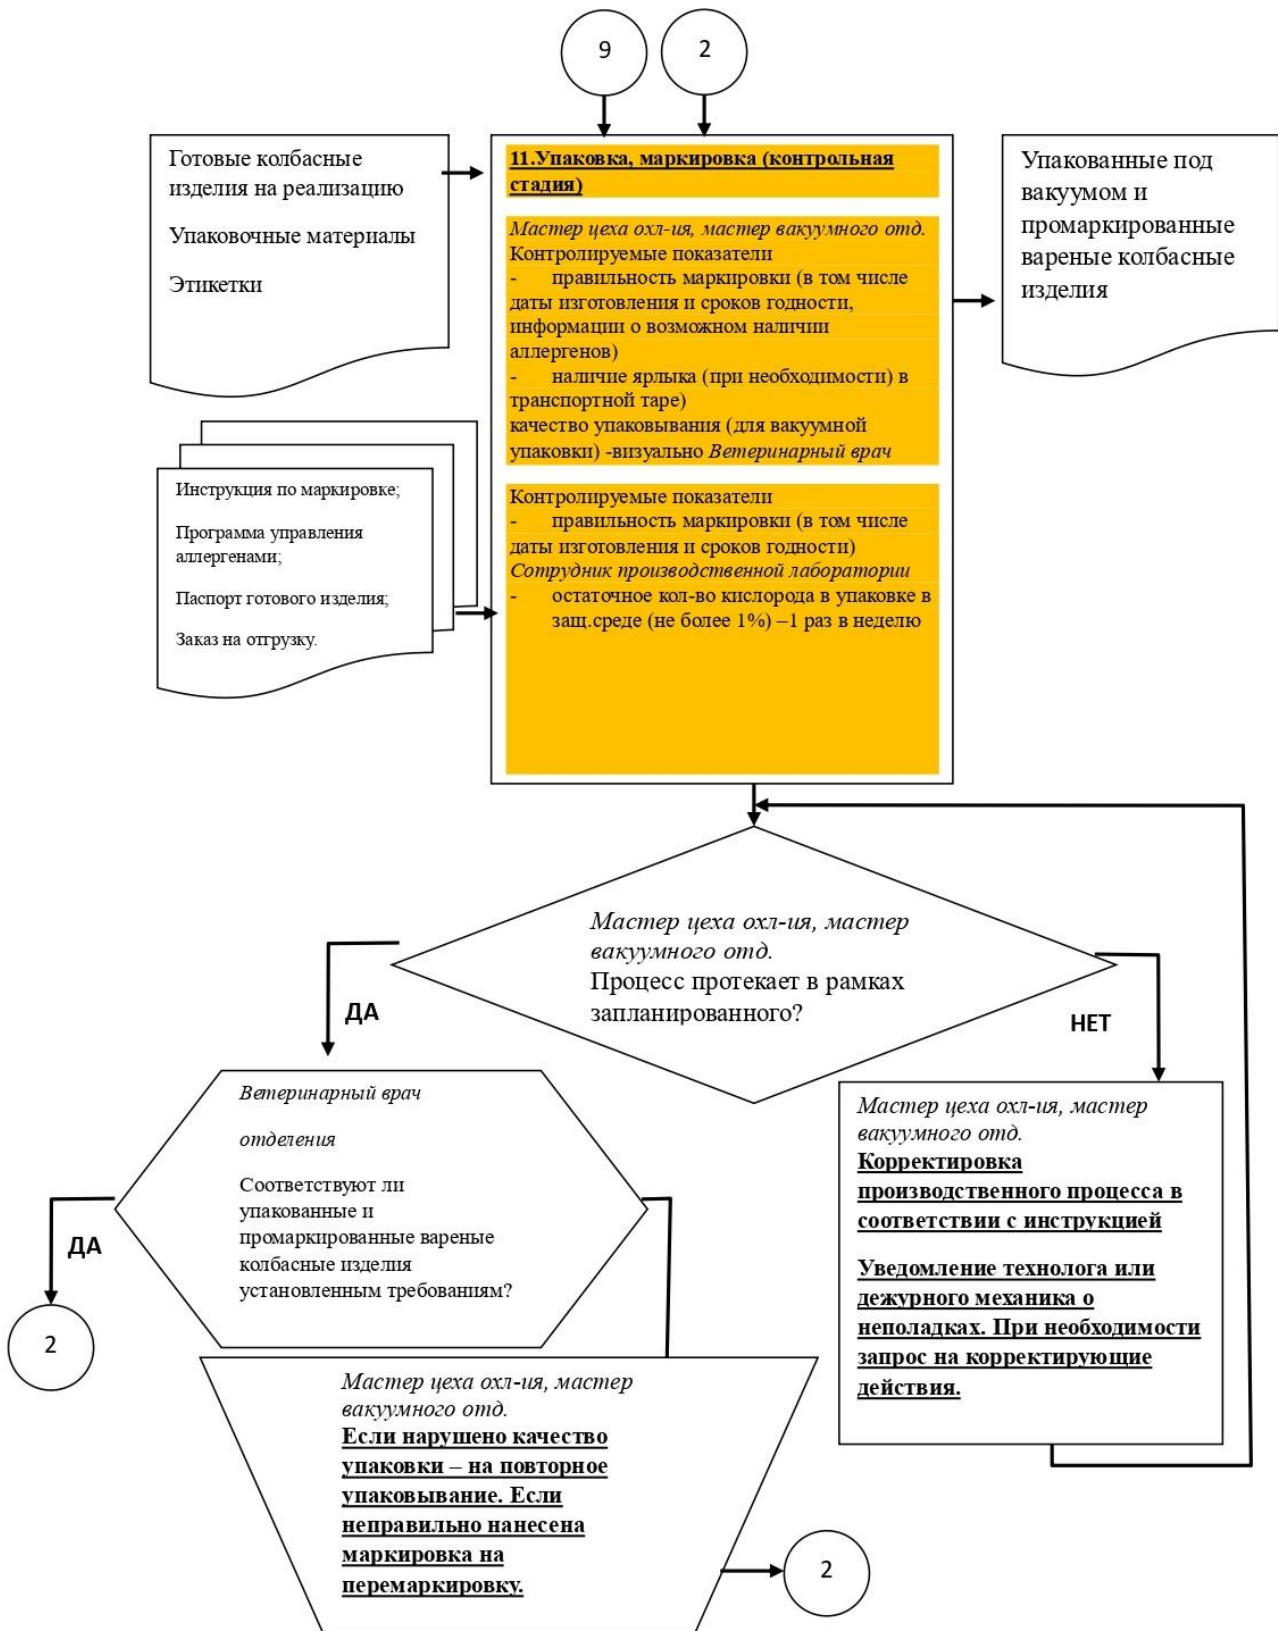 9
2
Готовые колбасные
изделия на реализацию
Упаковочные материалы
Этикетки
11.Упаковка, маркировка (контрольная
стадия)
Мастер цеха охл-ия, мастер вакуумного отд.
Контролируемые показатели
- правильность маркировки (в том числе
даты изготовления и сроков годности,
информации о возможном наличии
аллергенов)
- наличие ярлыка (при необходимости) в
транспортной таре)
качество упаковывания (для вакуумной
упаковки) -визуально Ветеринарный врач
Контролируемые показатели
- правильность маркировки (в том числе
даты изготовления и сроков годности)
Сотрудник производственной лаборатории
- остаточное кол-во кислорода в упаковке в
защ.среде (не более 1%) –1 раз в неделю
Упакованные под
вакуумом и
промаркированные
вареные колбасные
изделия
Инструкция по маркировке;
Программа управления
аллергенами;
Паспорт готового изделия;
Заказ на отгрузку.
Мастер цеха охл-ия, мастер
вакуумного отд.
Процесс протекает в рамках
запланированного?
ДА
НЕТ
Ветеринарный врач
отделения
Соответствуют ли
упакованные и
промаркированные вареные
колбасные изделия
установленным требованиям?
ДА
2
Мастер цеха охл-ия, мастер
вакуумного отд.
Корректировка
производственного процесса в
соответствии с инструкцией
Уведомление технолога или
дежурного механика о
неполадках. При необходимости
запрос на корректирующие
действия.
Мастер цеха охл-ия, мастер
вакуумного отд.
Если нарушено качество
упаковки – на повторное
упаковывание. Если
неправильно нанесена
маркировка на
перемаркировку.
2